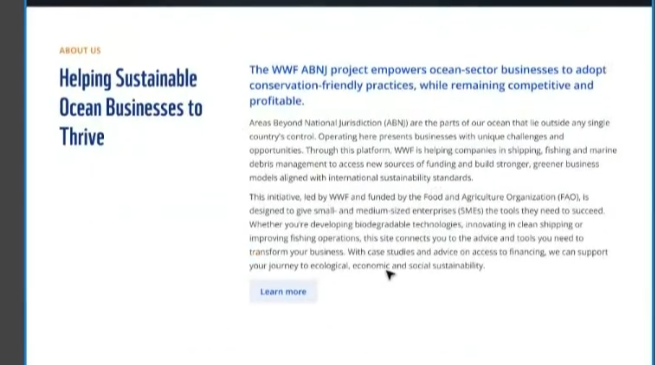 ABOUT US
Helping Sustainable
Ocean Businesses to
Thrive
The WWF ABNJ project empowers ocean-sector businesses to adopt
conservation-friendly practices, while remaining competitive and
profitable.
Areas Beyond National Jurisdiction (ABNJ) are the parts of our ocean that lie outside any single
country's control. Operating here presents businesses with unique challenges and
opportunities. Through this platform, WWF is helping companies in shipping, fishing and marine
debris management to access new sources of funding and build stronger, greener business
models aligned with international sustainability standards.
This initiative, led by WWF and funded by the Food and Agriculture Organization (FAO), is
designed to give small- and medium-sized enterprises (SMEs) the tools they need to succeed.
Whether you're developing biodegradable technologies, innovating in clean shipping or
improving fishing operations, this site connects you to the advice and tools you need to
transform your business. With case studies and advice on access to financing, we can support
your journey to ecological, economic and social sustainability.
Learn more